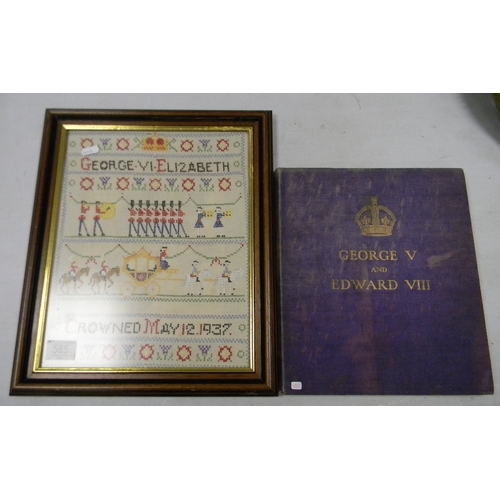 GEORGE·VI·ELIZABETH
CROWNED MAY 12.1937.
GEORGE V
AND
EDWARD VIII